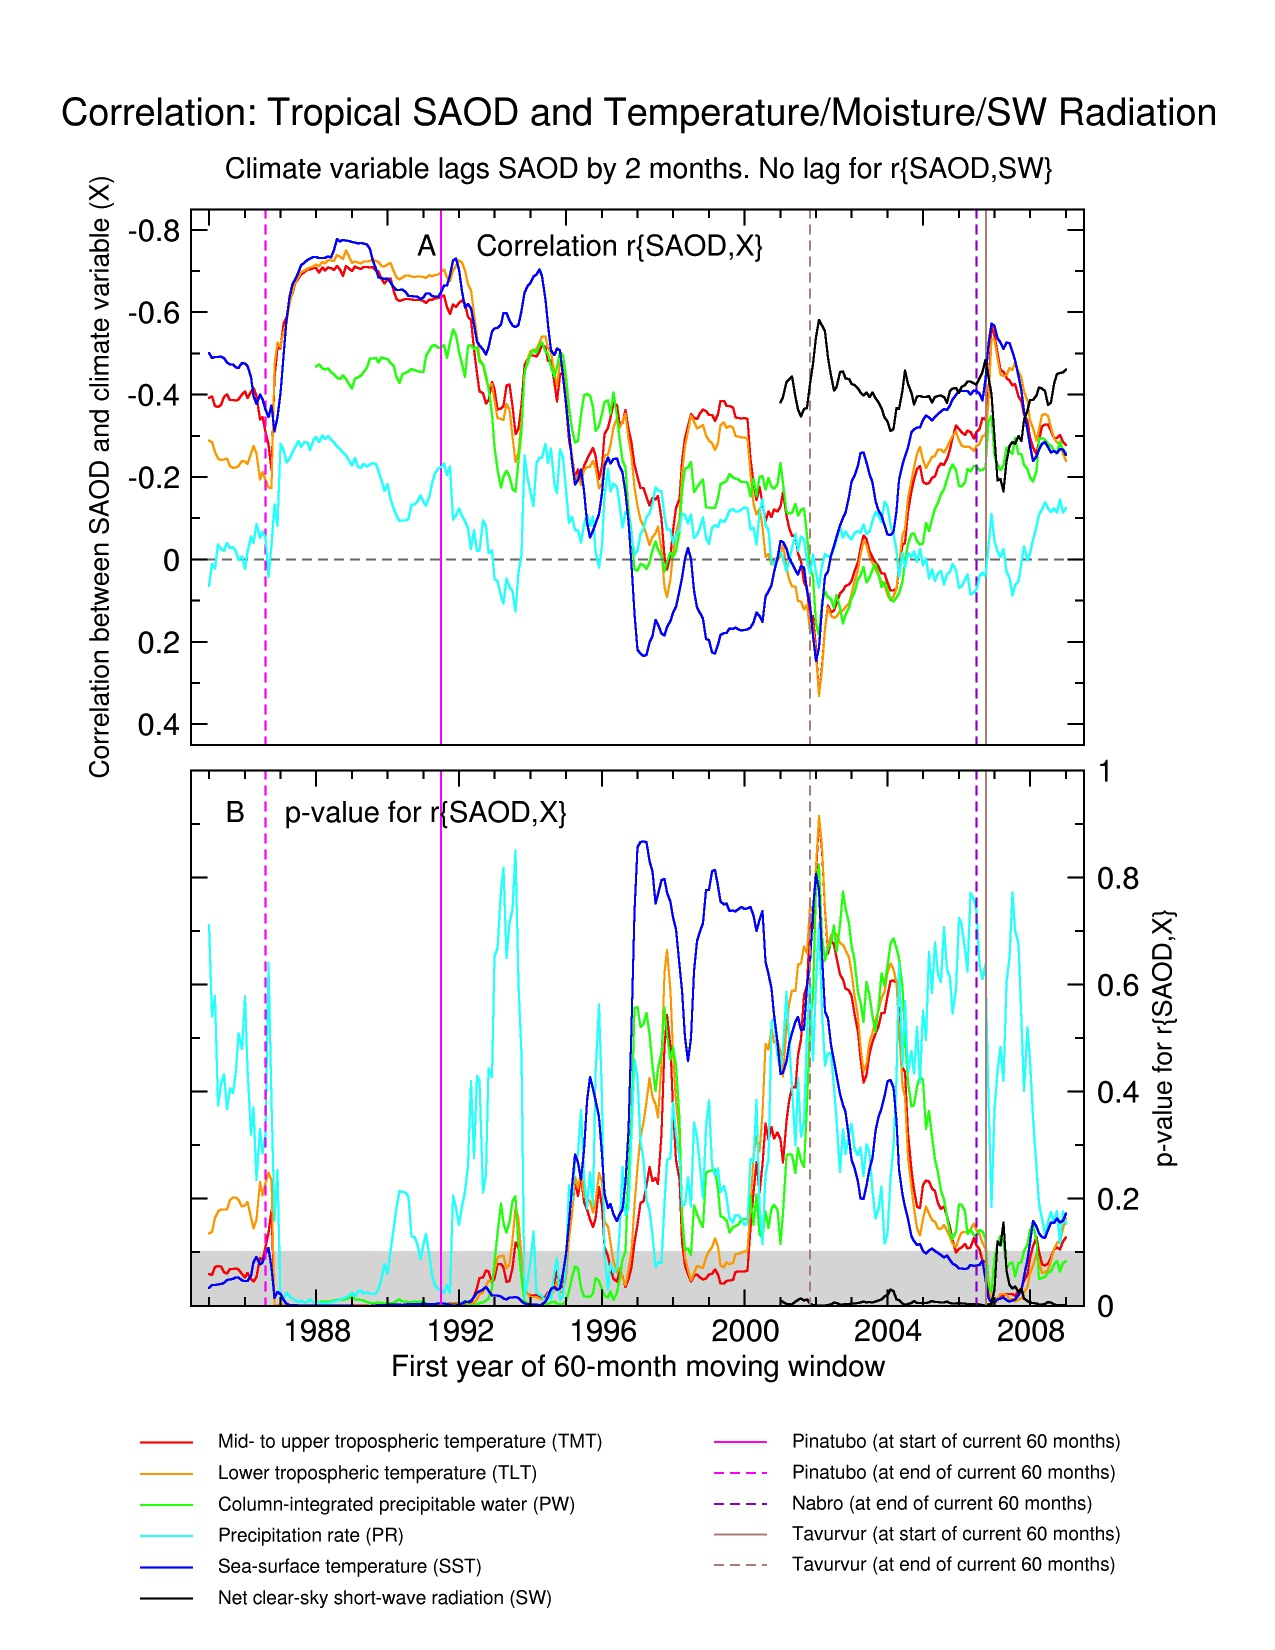 Correlation: Tropical SAOD and Temperature/Moisture/SW Radiation
Climate variable lags SAOD by 2 months. No lag for r{SAOD,SW}
Correlation between SAOD and climate variable (X)
-0.8
-0.6
-0.4
-0.2
0
0.2
0.4
A Correlation r{SAOD,X}
B p-value for r{SAOD,X}
1
0.8
0.6
0.4
0.2
0
p-value for r{SAOD,X}
1988 1992 1996 2000 2004 2008
First year of 60-month moving window
Mid- to upper tropospheric temperature (TMT)
Lower tropospheric temperature (TLT)
Column-integrated precipitable water (PW)
Precipitation rate (PR)
Sea-surface temperature (SST)
Net clear-sky short-wave radiation (SW)
Pinatubo (at start of current 60 months)
Pinatubo (at end of current 60 months)
Nabro (at end of current 60 months)
Tavurvur (at start of current 60 months)
Tavurvur (at end of current 60 months)